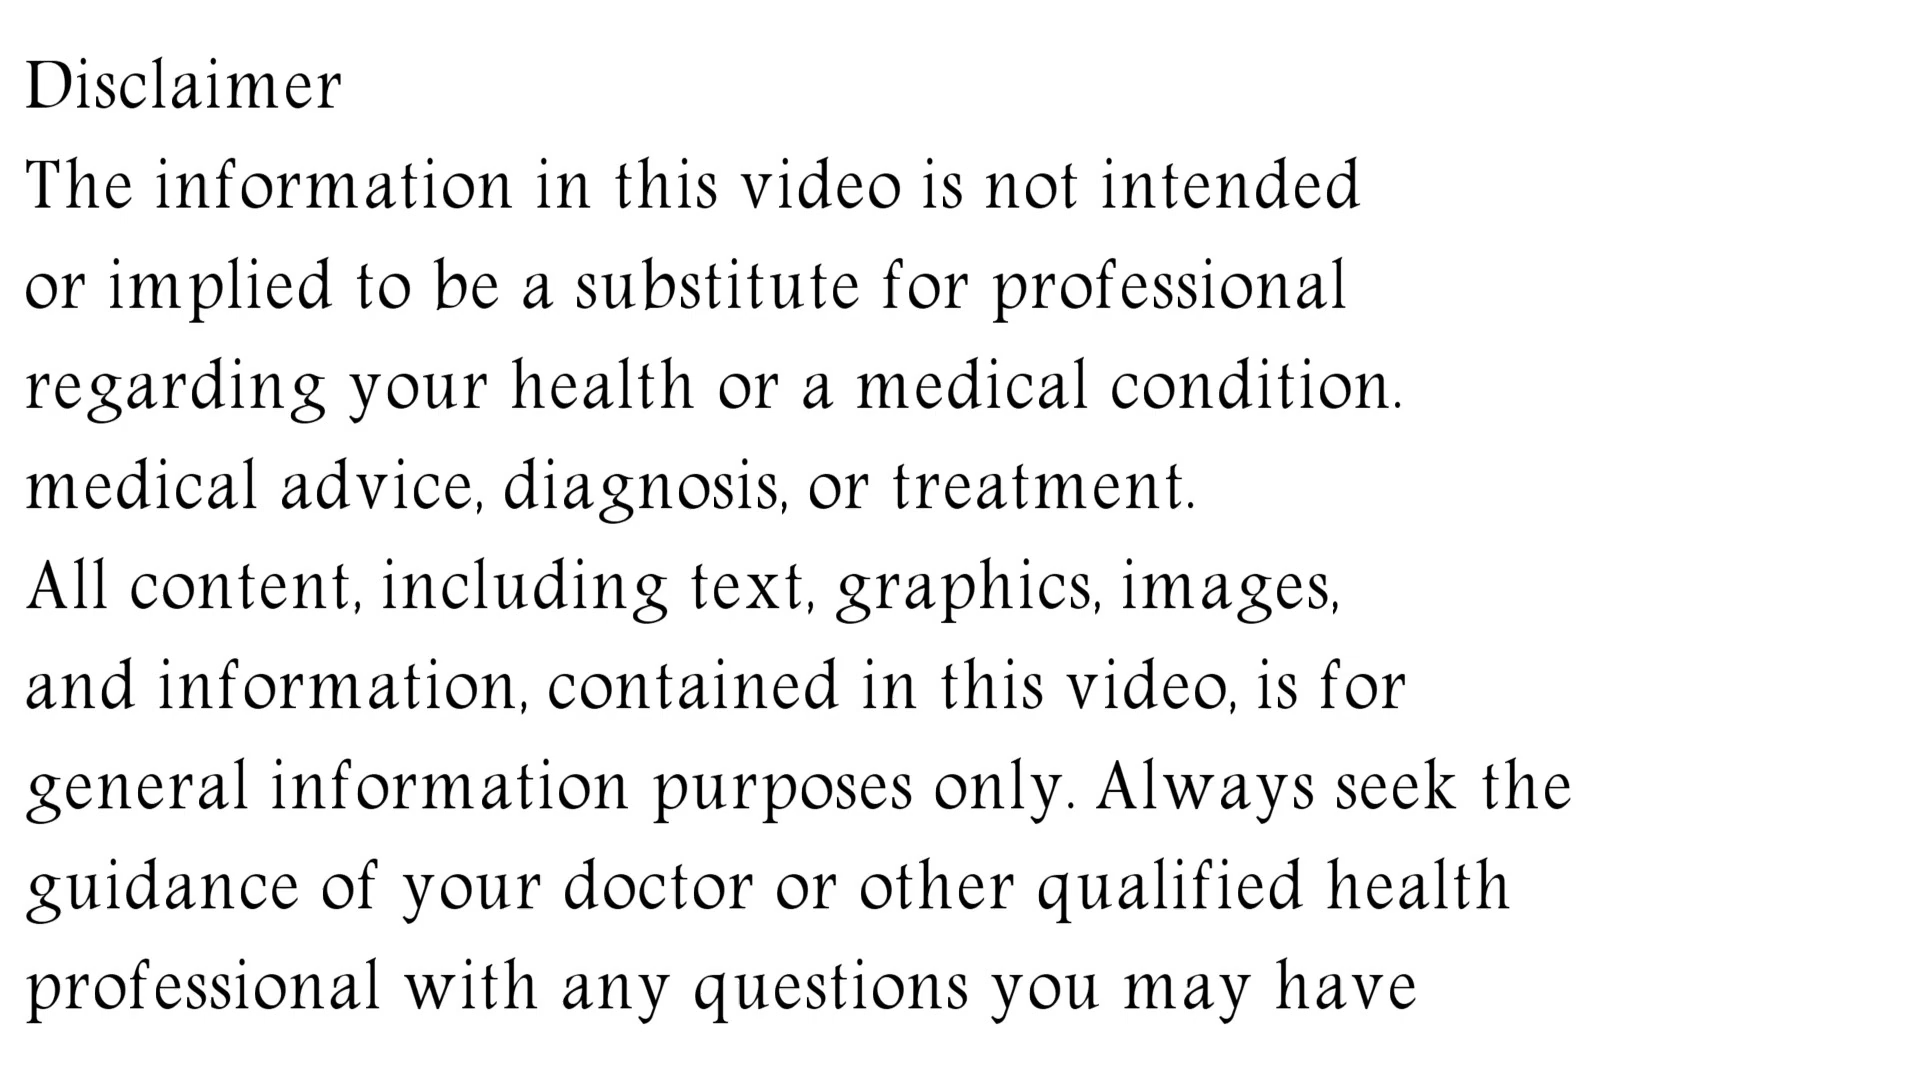 Disclaimer
The information in this video is not intended
or implied to be a substitute for professional
regarding your health or a medical condition.
medical advice, diagnosis, or treatment.
All content, including text, graphics, images,
and information, contained in this video, is for
general information purposes only. Always seek the
guidance of your doctor or other qualified health
professional with any questions you may have